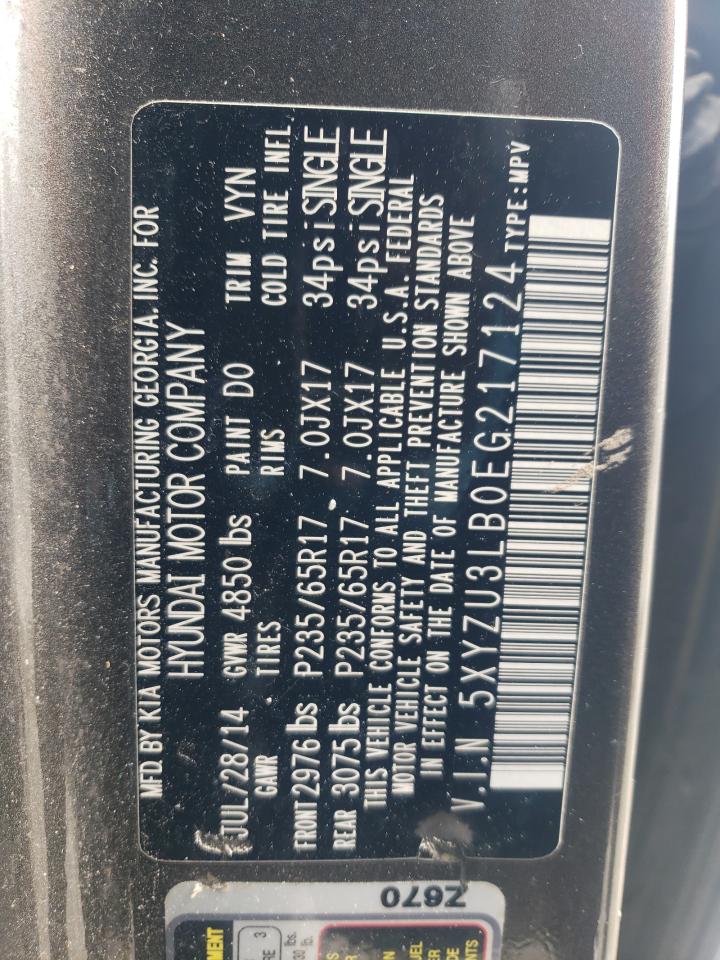 MFD BY KIA MOTORS MANUFACTURING GEORGIA, INC. FOR
HYUNDAI MOTOR COMPANY
JUL/28/14 GVWR 4850 lbs PAINT DO TRIM VYN
GAWR TIRES RIMS COLD TIRE INFL
FRONT 2976 lbs P235/65R17 7.0JX17 34psi SINGLE
REAR 3075 lbs P235/65R17 7.0JX17 34psi SINGLE
THIS VEHICLE CONFORMS TO ALL APPLICABLE U.S.A. FEDERAL
MOTOR VEHICLE SAFETY AND THEFT PREVENTION STANDARDS
IN EFFECT ON THE DATE OF MANUFACTURE SHOWN ABOVE
V.I.N 5XYZU3LB0EG217124 TYPE:MPV
Z670
3
lbs.
lb.